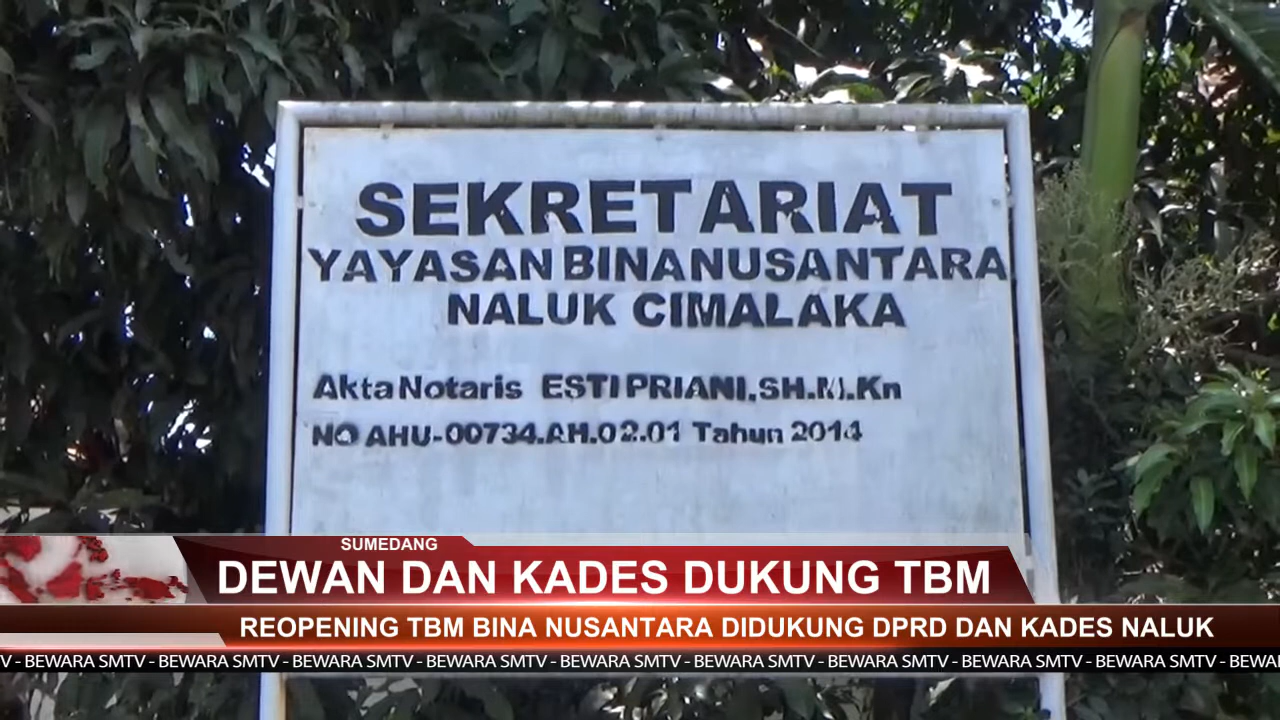 SEKRETARIAT
YAYASAN BINANUSANTARA
NALUK CIMALAKA
Akta Notaris ESTI PRIANI.SH.M.Kn
NO AHU-00734.AH.02.01 Tahun 2014
SUMEDANG
DEWAN DAN KADES DUKUNG TBM
REOPENING TBM BINA NUSANTARA DIDUKUNG DPRD DAN KADES NALUK
TV - BEWARA SMTV - BEWARA SMTV - BEWARA SMTV - BEWARA SMTV - BEWARA SMTV - BEWARA SMTV - BEWARA SMTV - BEWARA SMTV - BEWARA SMTV - BEWA